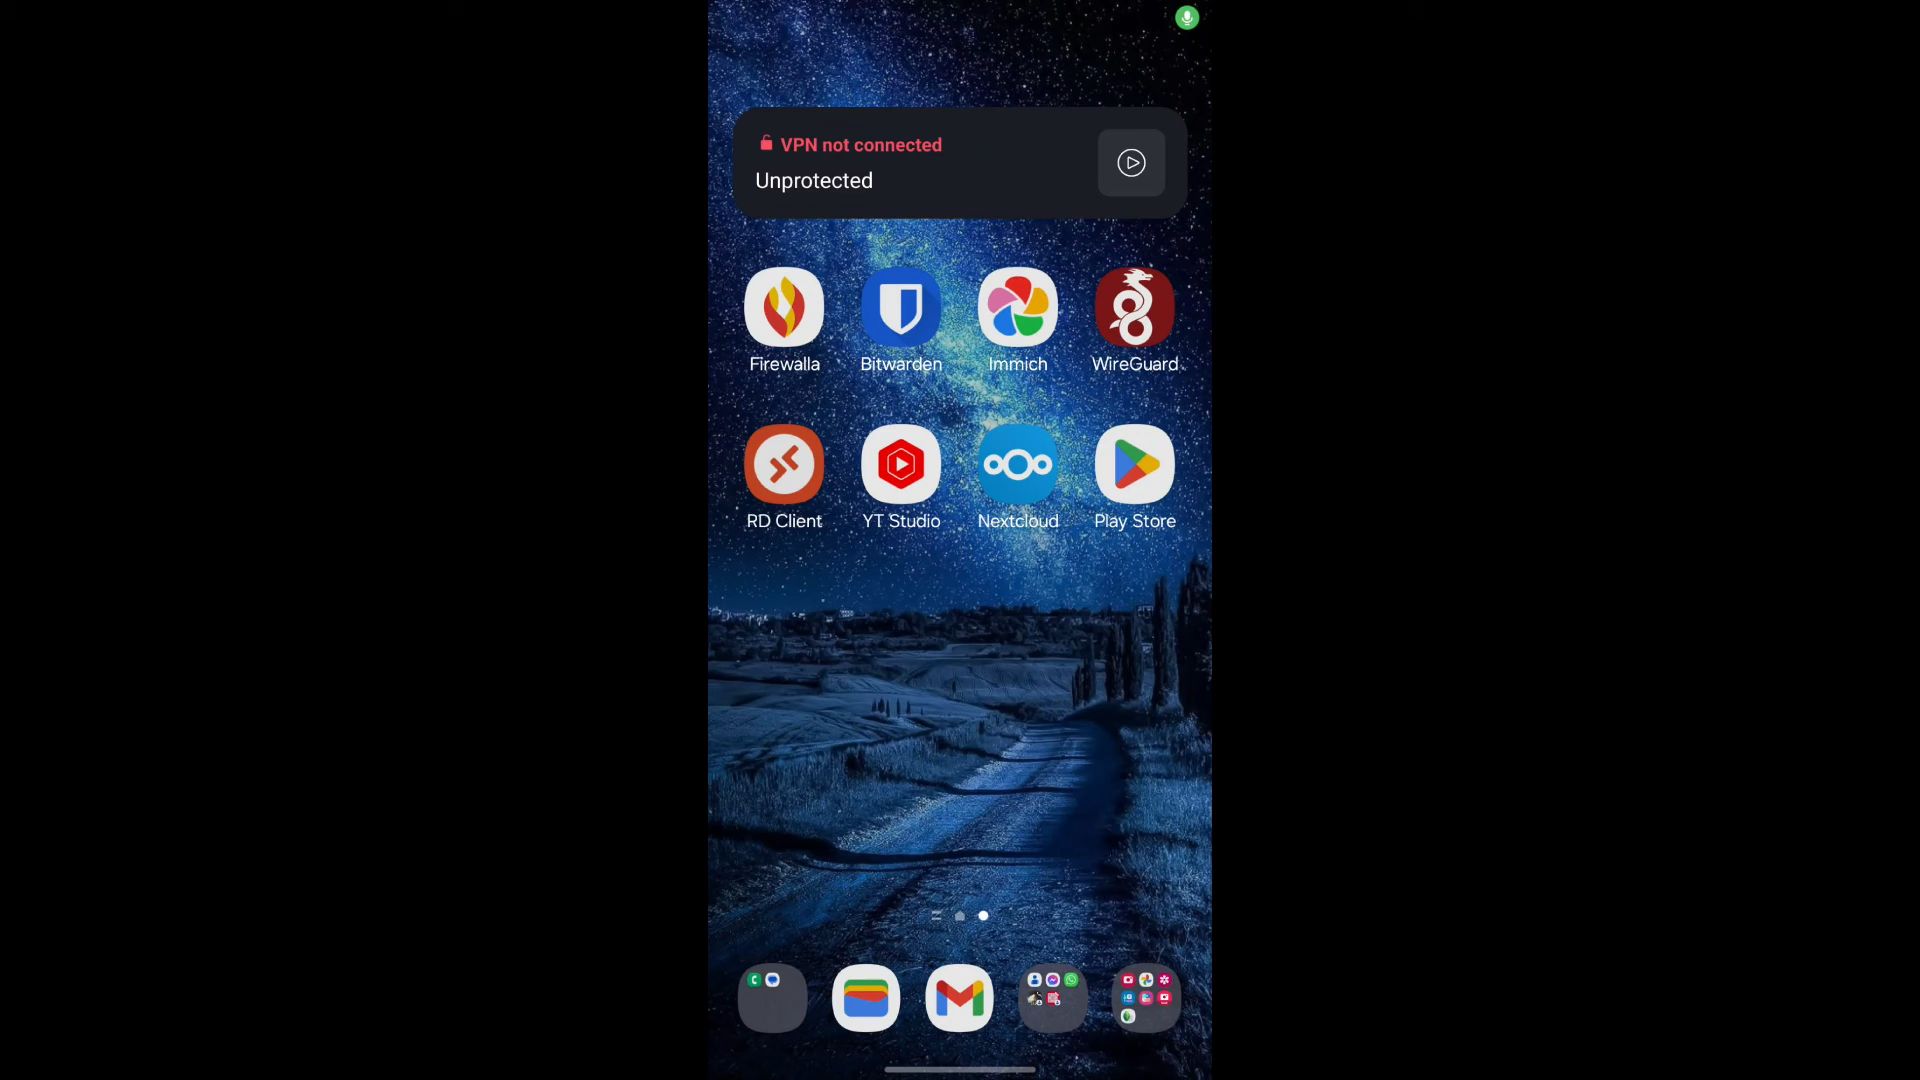 VPN not connected
Unprotected
Firewalla
Bitwarden
Immich
WireGuard
RD Client
YT Studio
Nextcloud
Play Store